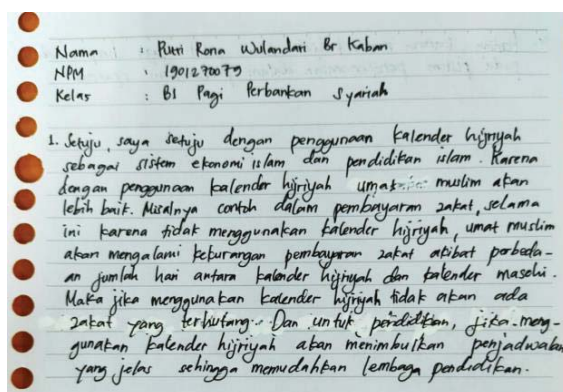 Nama : Putri Rona Wulandari Br Kaban
NPM : 1901270079
Kelas : B1 Pagi Perbankan Syariah
1. Setuju, saya setuju dengan penggunaan kalender hijriyah
sebagai sistem ekonomi islam dan pendidikan islam. Karena
dengan penggunaan kalender hijriyah umat muslim akan
lebih baik. Misalnya contoh dalam pembayaran zakat, selama
ini karena tidak menggunakan kalender hijriyah, umat muslim
akan mengalami kekurangan pembayaran zakat akibat perbeda-
an jumlah hari antara kalender hijriyah dan kalender masehi.
Maka jika menggunakan kalender hijriyah tidak akan ada
zakat yang terhutang. Dan untuk pendidikan, jika meng-
gunakan kalender hijriyah akan menimbulkan penjadwalan
yang jelas sehingga memudahkan lembaga pendidikan.